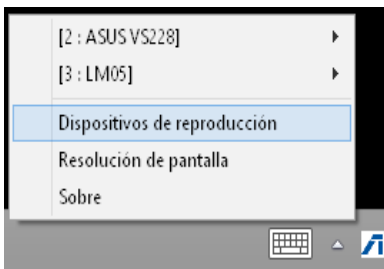 [2 : ASUS VS228]
[3 : LM05]
Dispositivos de reproducción
Resolución de pantalla
Sobre